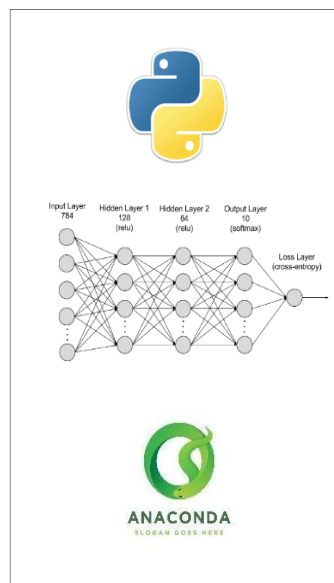 Input Layer
784
Hidden Layer 1
128
(relu)
Hidden Layer 2
64
(relu)
Output Layer
10
(softmax)
Loss Layer
(cross-entropy)
ANACONDA
SLOGAN GOES HERE